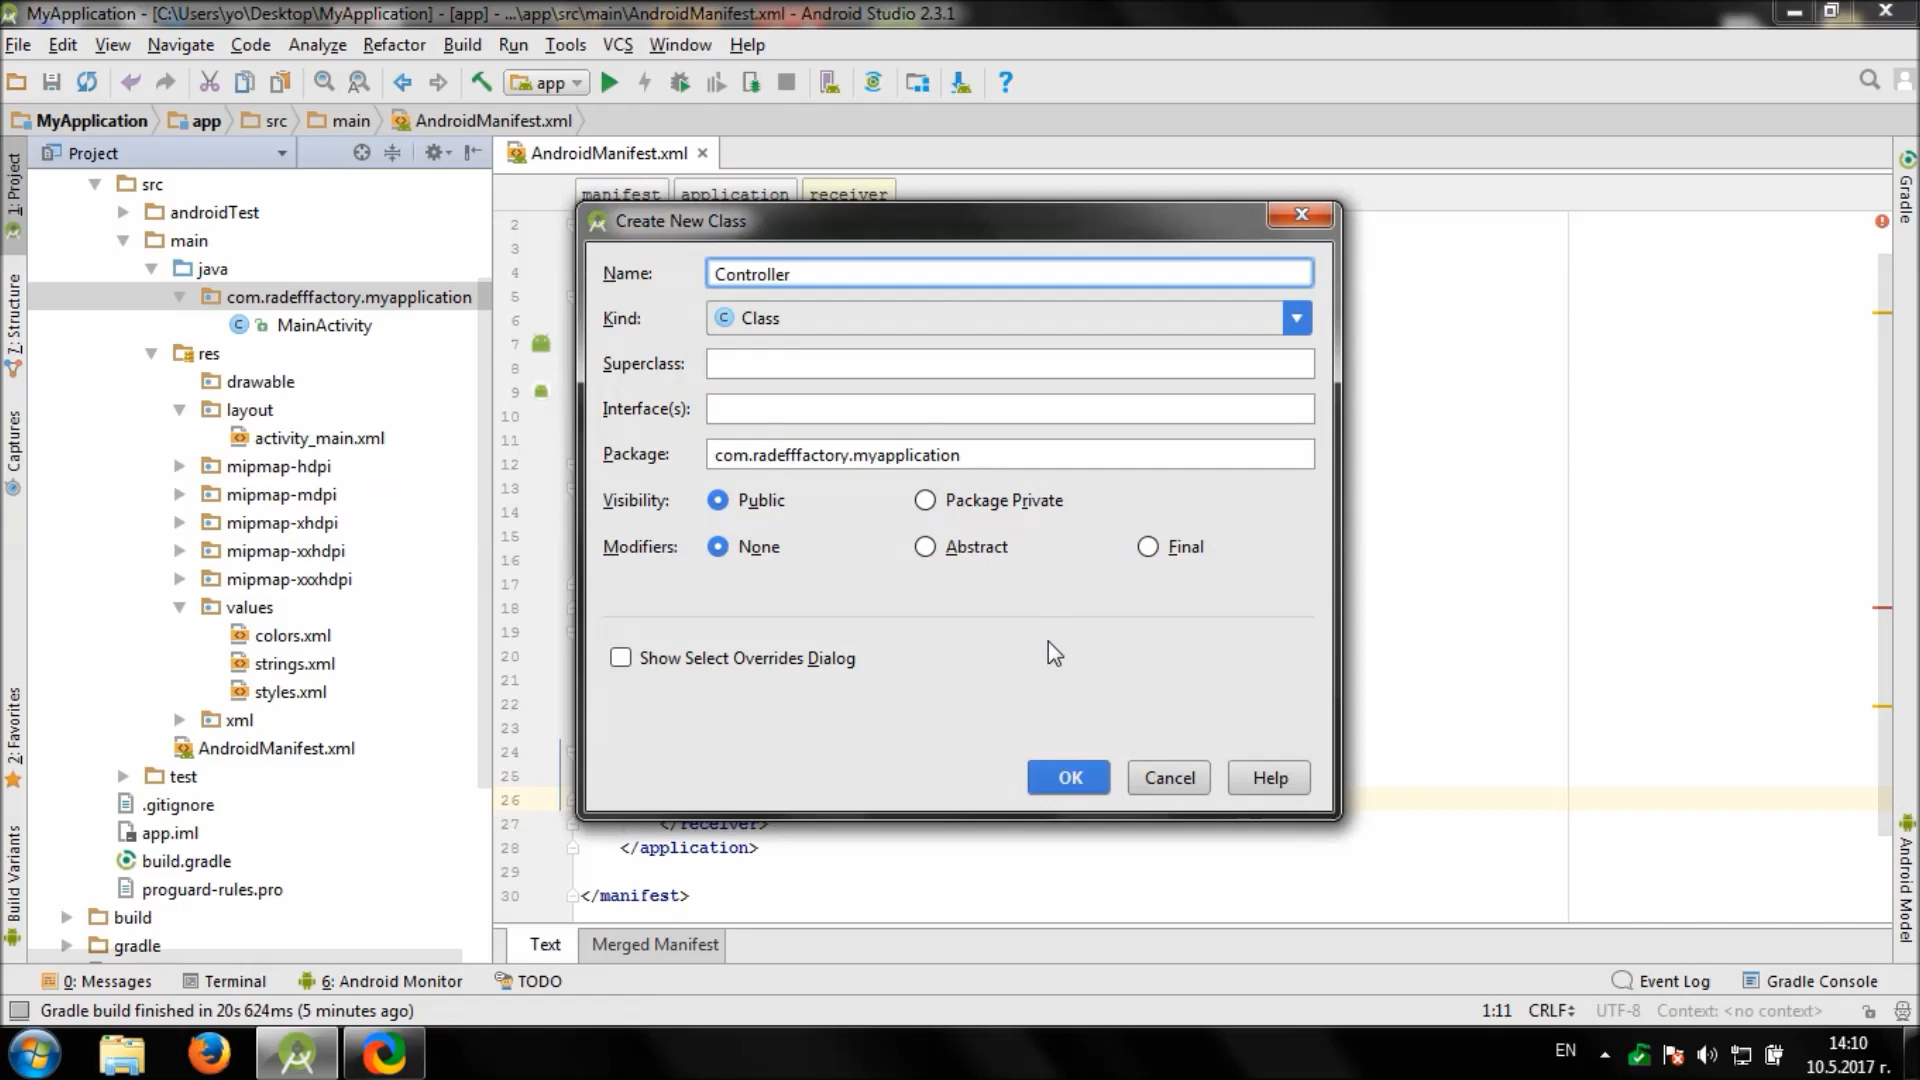 MyApplication - [C:\Users\yo\Desktop\MyApplication] - [app] - ...\app\src\main\AndroidManifest.xml - Android Studio 2.3.1
File Edit View Navigate Code Analyze Refactor Build Run Tools VCS Window Help
app
MyApplication app src main AndroidManifest.xml
Project
AndroidManifest.xml
manifest application receiver
1: Project
7: Structure
Captures
2: Favorites
Build Variants
src
androidTest
main
java
com.radefffactory.myapplication
MainActivity
res
drawable
layout
activity_main.xml
mipmap-hdpi
mipmap-mdpi
mipmap-xhdpi
mipmap-xxhdpi
mipmap-xxxhdpi
values
colors.xml
strings.xml
styles.xml
xml
AndroidManifest.xml
test
.gitignore
app.iml
build.gradle
proguard-rules.pro
build
gradle
2
3
4
5
6
7
8
9
10
11
12
13
14
15
16
17
18
19
20
21
22
23
24
25
26
27 </receiver>
28 </application>
29
30 </manifest>
Create New Class
Name: Controller
Kind: Class
Superclass:
Interface(s):
Package: com.radefffactory.myapplication
Visibility: Public Package Private
Modifiers: None Abstract Final
Show Select Overrides Dialog
OK Cancel Help
Gradle
Android Model
Text Merged Manifest
0: Messages Terminal 6: Android Monitor TODO Event Log Gradle Console
Gradle build finished in 20s 624ms (5 minutes ago) 1:11 CRLF UTF-8 Context: <no context>
EN 14:10
10.5.2017 г.